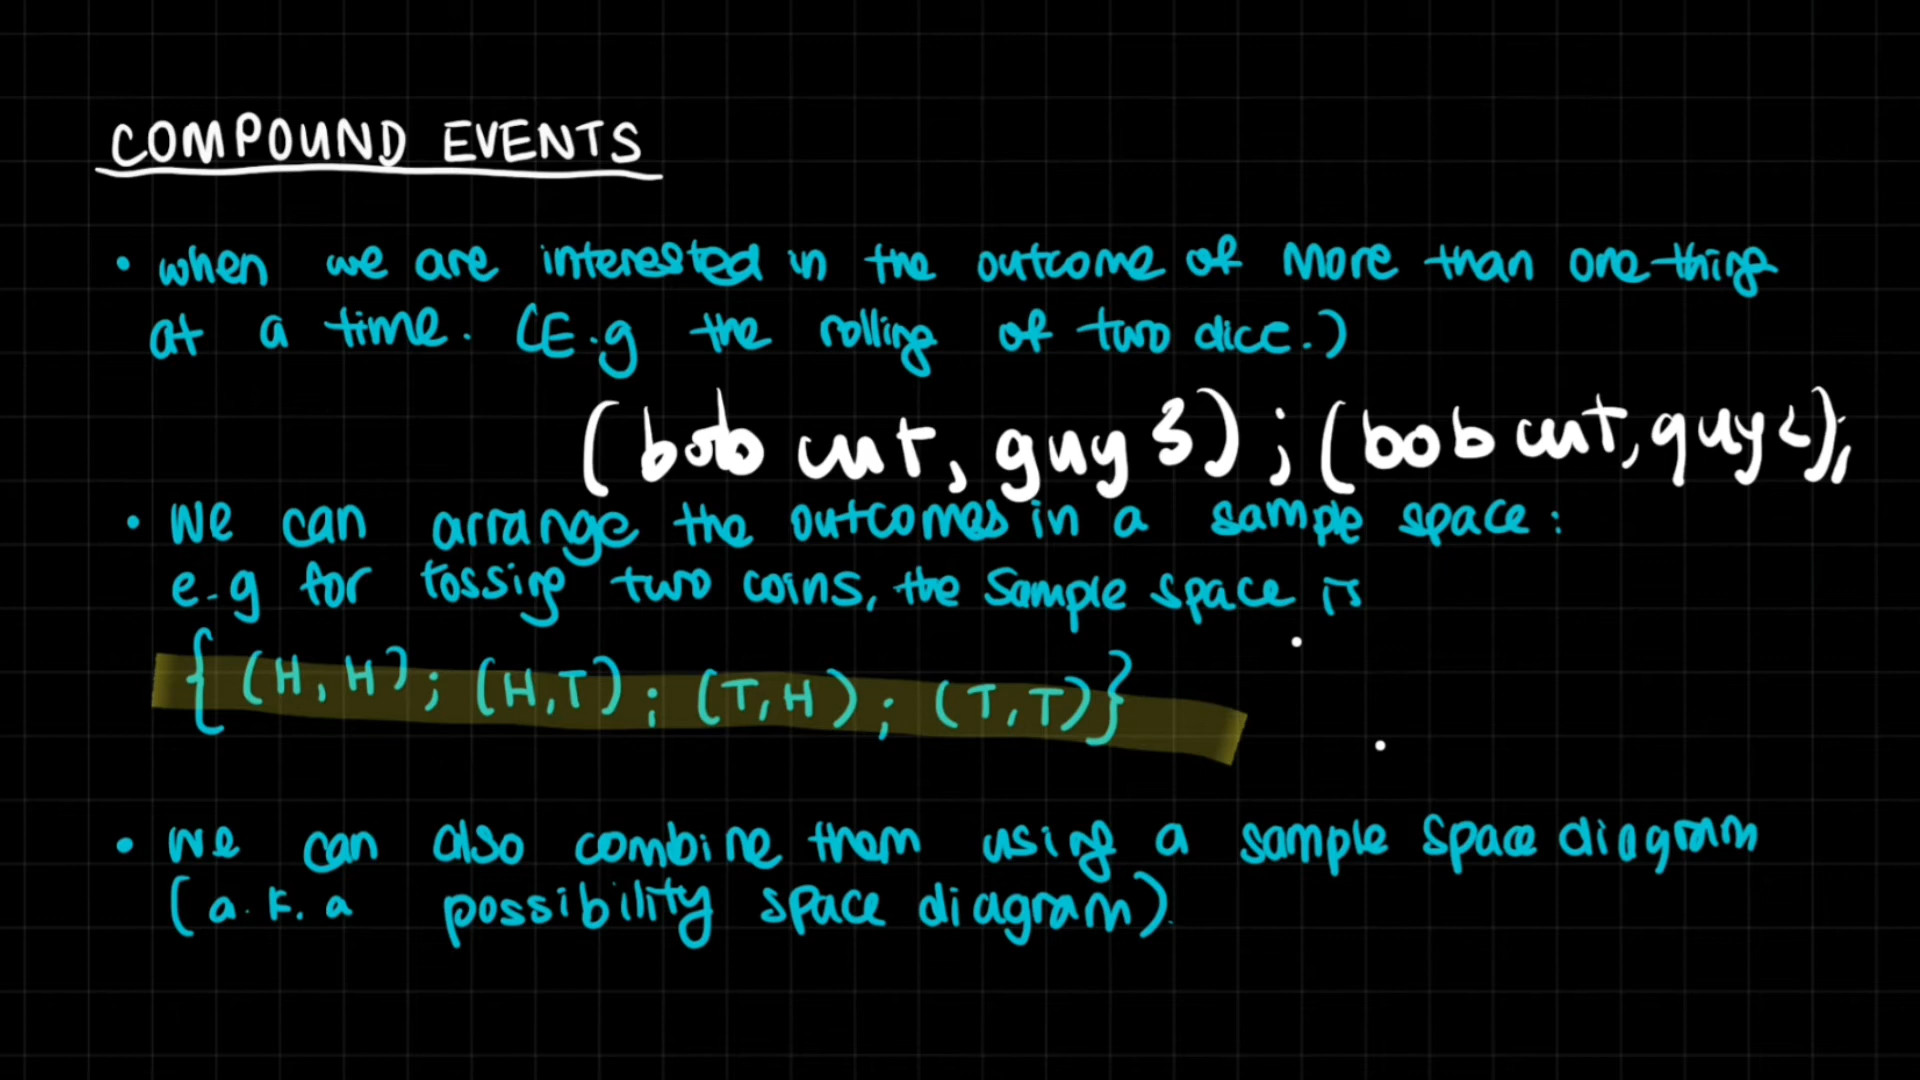 COMPOUND EVENTS
• when we are interested in the outcome of more than one thing
at a time. (E.g the rolling of two dice.)
(bob cut, guy 3); (bob cut, guy 2);
• We can arrange the outcomes in a sample space:
e.g for tossing two coins, the sample space is
{(H,H); (H,T); (T,H); (T,T)}
• We can also combine them using a sample space diagram
(a.k.a possibility space diagram).